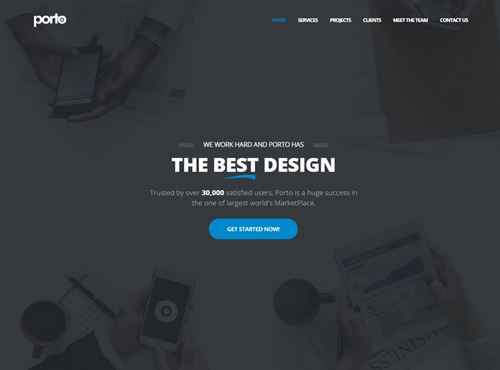 porto
HOME SERVICES PROJECTS CLIENTS MEET THE TEAM CONTACT US
WE WORK HARD AND PORTO HAS
THE BEST DESIGN
Trusted by over 30,000 satisfied users, Porto is a huge success in
the one of largest world's MarketPlace.
GET STARTED NOW!
BUSINESS